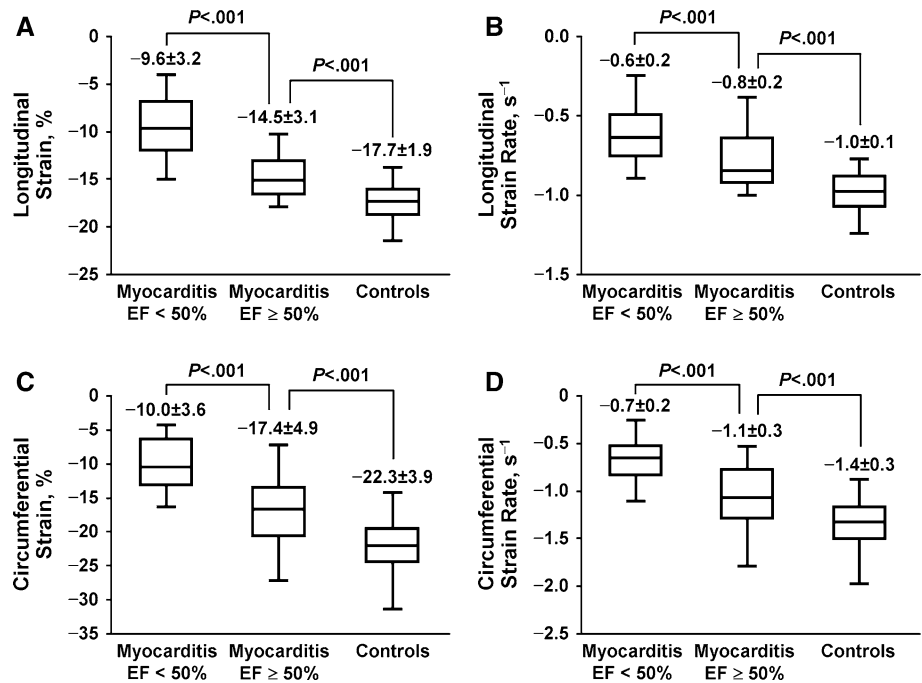 A
P<.001
P<.001
−9.6±3.2
−14.5±3.1
−17.7±1.9
0
−5
−10
−15
−20
−25
Longitudinal
Strain, %
Myocarditis
EF < 50%
Myocarditis
EF ≥ 50%
Controls
B
P<.001
P<.001
−0.6±0.2
−0.8±0.2
−1.0±0.1
0.0
−0.5
−1.0
−1.5
Longitudinal
Strain Rate, s⁻¹
Myocarditis
EF < 50%
Myocarditis
EF ≥ 50%
Controls
C
P<.001
P<.001
−10.0±3.6
−17.4±4.9
−22.3±3.9
0
−5
−10
−15
−20
−25
−30
−35
Circumferential
Strain, %
Myocarditis
EF < 50%
Myocarditis
EF ≥ 50%
Controls
D
P<.001
P<.001
−0.7±0.2
−1.1±0.3
−1.4±0.3
0
−0.5
−1.0
−1.5
−2.0
−2.5
Circumferential
Strain Rate, s⁻¹
Myocarditis
EF < 50%
Myocarditis
EF ≥ 50%
Controls